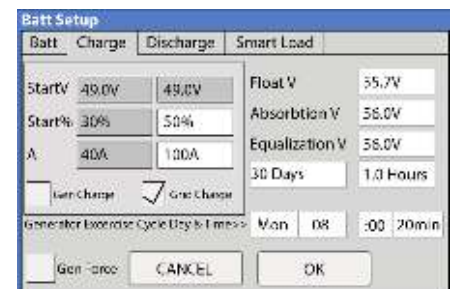 Batt Setup
Batt Charge Discharge Smart Load
StartV 49.0V 49.0V
Start% 30% 50%
A 40A 100A
Gen Charge Grid Charge
Float V 55.7V
Absorbtion V 56.0V
Equalization V 56.0V
30 Days 1.0 Hours
Generator Excercise Cycle Day & Time>> Mon 08 :00 20min
Gen Force CANCEL OK